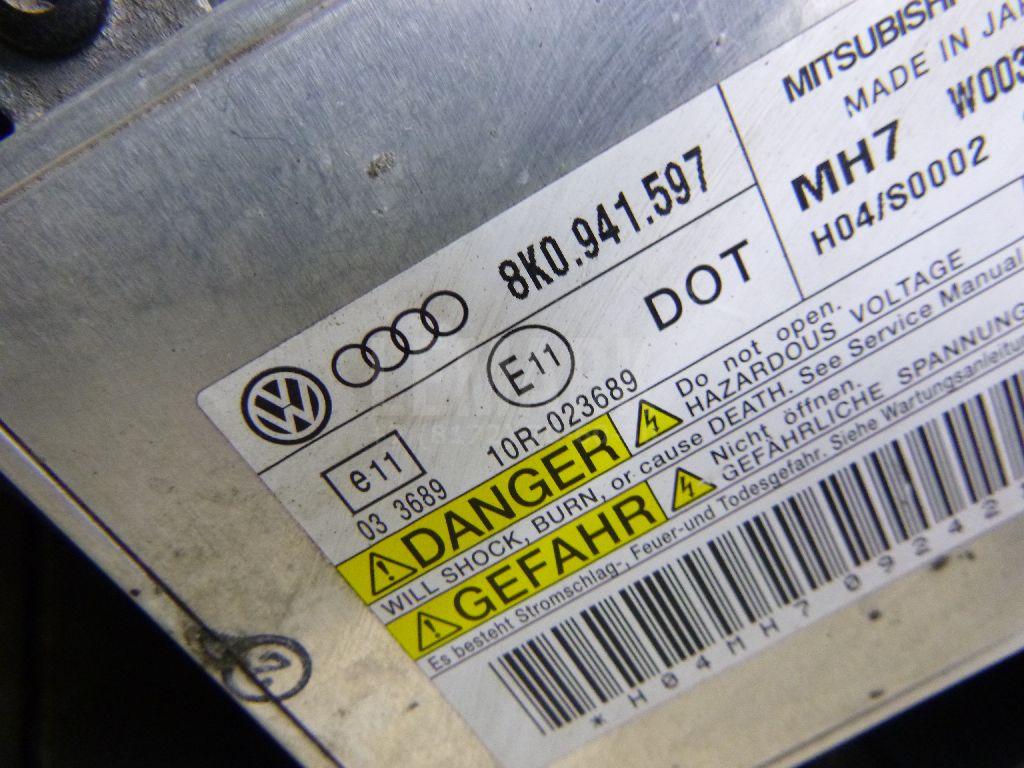 8K0.941.597
E11
DOT
e11
03 3689
10R-023689
MITSUBISHI
MADE IN
MH7 W003
H04/S0002
DANGER
Do not open.
HAZARDOUS VOLTAGE
WILL SHOCK, BURN, or cause DEATH. See Service Manual
GEFAHR
Nicht öffnen.
GEFÄHRLICHE SPANNUNG
Es besteht Stromschlag-, Feuer-und Todesgefahr. Siehe Wartungsanleitung
*H04MH709242